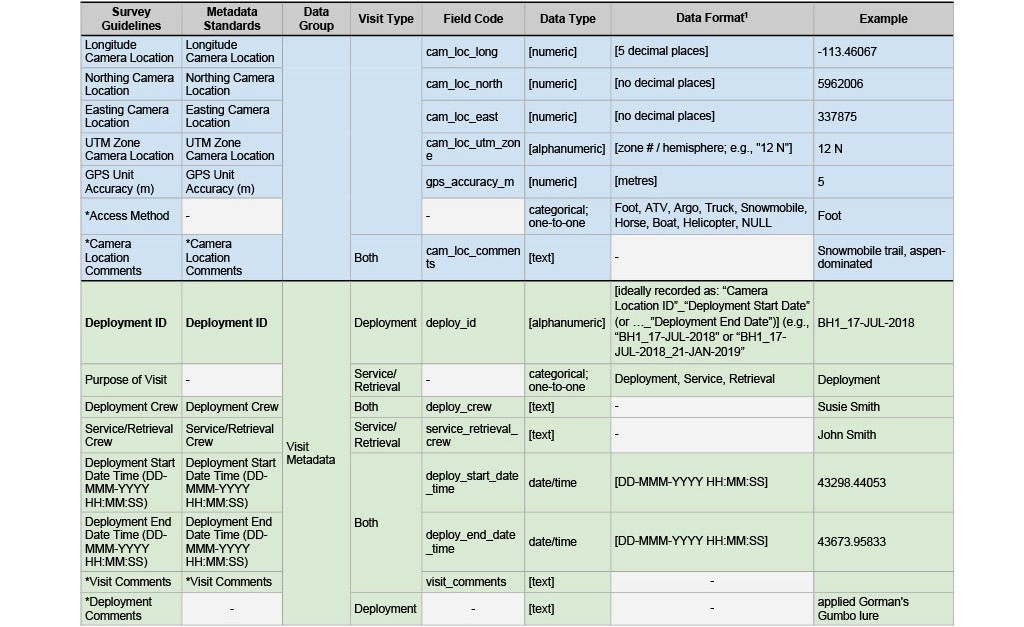 Survey Guidelines | Metadata Standards | Data Group | Visit Type | Field Code | Data Type | Data Format¹ | Example
Longitude Camera Location | Longitude Camera Location | cam_loc_long | [numeric] | [5 decimal places] | -113.46067
Northing Camera Location | Northing Camera Location | cam_loc_north | [numeric] | [no decimal places] | 5962006
Easting Camera Location | Easting Camera Location | cam_loc_east | [numeric] | [no decimal places] | 337875
UTM Zone Camera Location | UTM Zone Camera Location | cam_loc_utm_zone | [alphanumeric] | [zone # / hemisphere; e.g., "12 N"] | 12 N
GPS Unit Accuracy (m) | GPS Unit Accuracy (m) | gps_accuracy_m | [numeric] | [metres] | 5
*Access Method | - | - | categorical; one-to-one | Foot, ATV, Argo, Truck, Snowmobile, Horse, Boat, Helicopter, NULL | Foot
*Camera Location Comments | *Camera Location Comments | Both | cam_loc_comments | [text] | - | Snowmobile trail, aspen-dominated
Deployment ID | Deployment ID | Deployment | deploy_id | [alphanumeric] | [ideally recorded as: “Camera Location ID”_“Deployment Start Date” (or …_”Deployment End Date”)] (e.g., “BH1_17-JUL-2018” or “BH1_17-JUL-2018_21-JAN-2019” | BH1_17-JUL-2018
Purpose of Visit | - | Service/ Retrieval | - | categorical; one-to-one | Deployment, Service, Retrieval | Deployment
Deployment Crew | Deployment Crew | Both | deploy_crew | [text] | - | Susie Smith
Service/Retrieval Crew | Service/Retrieval Crew | Visit Metadata | Service/ Retrieval | service_retrieval_crew | [text] | - | John Smith
Deployment Start Date Time (DD-MMM-YYYY HH:MM:SS) | Deployment Start Date Time (DD-MMM-YYYY HH:MM:SS) | Both | deploy_start_date_time | date/time | [DD-MMM-YYYY HH:MM:SS] | 43298.44053
Deployment End Date Time (DD-MMM-YYYY HH:MM:SS) | Deployment End Date Time (DD-MMM-YYYY HH:MM:SS) | deploy_end_date_time | date/time | [DD-MMM-YYYY HH:MM:SS] | 43673.95833
*Visit Comments | *Visit Comments | visit_comments | [text] | -
*Deployment Comments | - | Deployment | - | [text] | - | applied Gorman's Gumbo lure